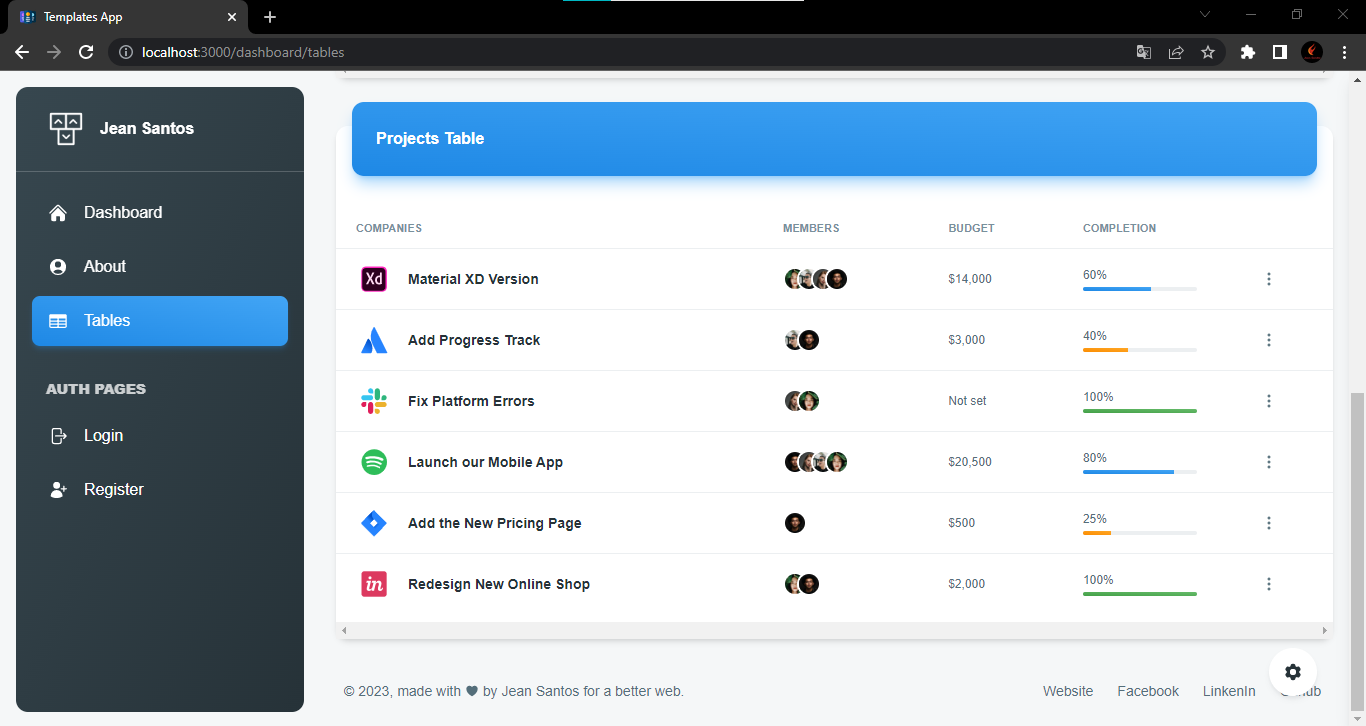 Templates App
localhost:3000/dashboard/tables
Jean Santos
Dashboard
About
Tables
AUTH PAGES
Login
Register
Projects Table
COMPANIES MEMBERS BUDGET COMPLETION
Xd Material XD Version $14,000 60%
Add Progress Track $3,000 40%
Fix Platform Errors Not set 100%
Launch our Mobile App $20,500 80%
Add the New Pricing Page $500 25%
in Redesign New Online Shop $2,000 100%
© 2023, made with ♥ by Jean Santos for a better web.
Website Facebook LinkenIn